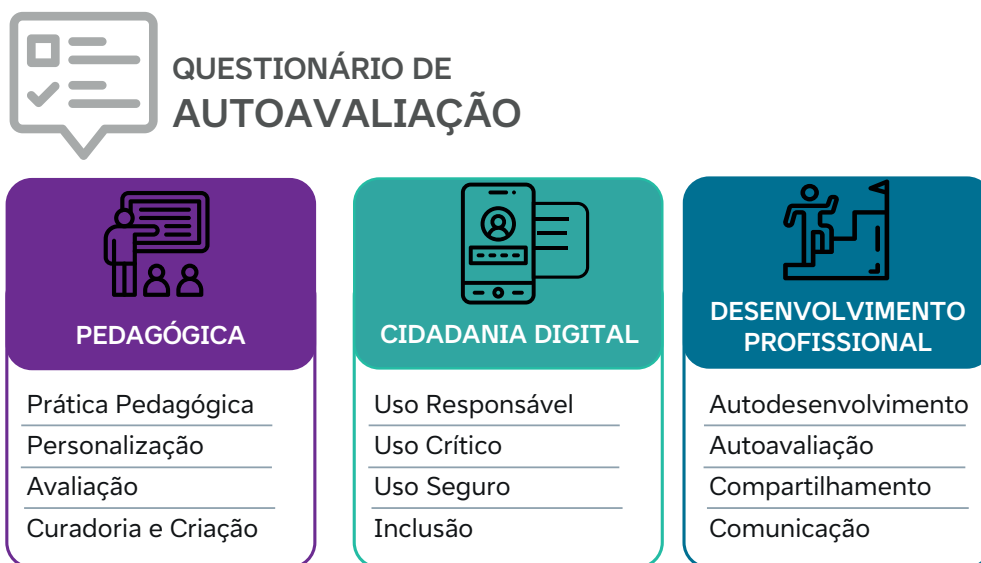 QUESTIONÁRIO DE
AUTOAVALIAÇÃO
PEDAGÓGICA
Prática Pedagógica
Personalização
Avaliação
Curadoria e Criação
CIDADANIA DIGITAL
Uso Responsável
Uso Crítico
Uso Seguro
Inclusão
DESENVOLVIMENTO
PROFISSIONAL
Autodesenvolvimento
Autoavaliação
Compartilhamento
Comunicação